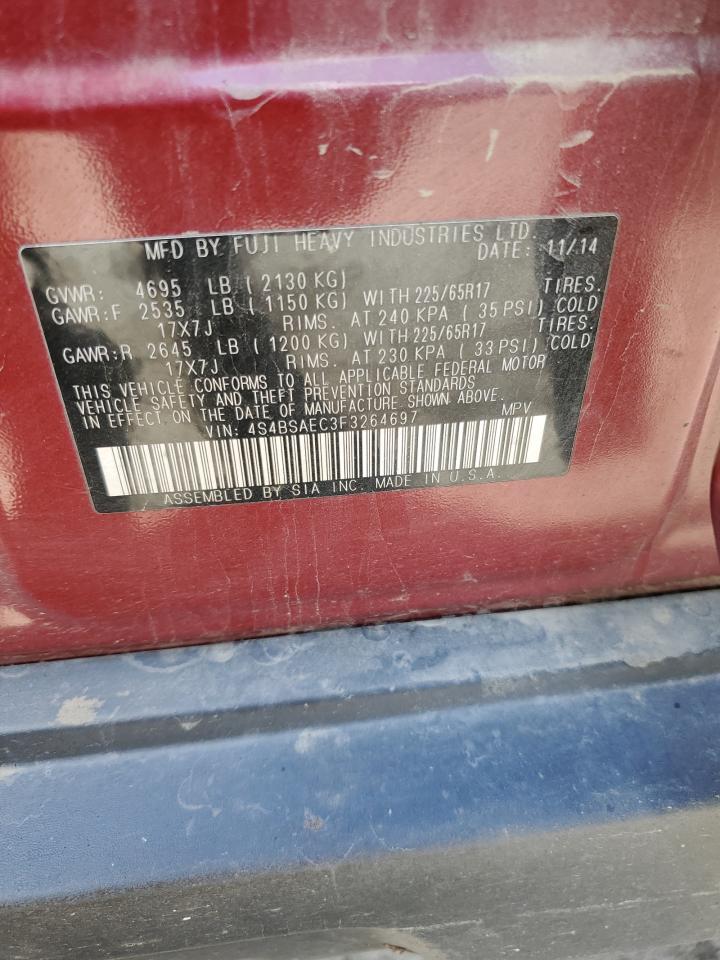 MFD BY FUJI HEAVY INDUSTRIES LTD.
DATE: 11/14
GVWR: 4695 LB ( 2130 KG)
GAWR:F 2535 LB ( 1150 KG) WITH 225/65R17 TIRES.
17X7J RIMS. AT 240 KPA ( 35 PSI) COLD
GAWR:R 2645 LB ( 1200 KG) WITH 225/65R17 TIRES.
17X7J RIMS. AT 230 KPA ( 33 PSI) COLD
THIS VEHICLE CONFORMS TO ALL APPLICABLE FEDERAL MOTOR
VEHICLE SAFETY AND THEFT PREVENTION STANDARDS
IN EFFECT ON THE DATE OF MANUFACTURE SHOWN ABOVE.
VIN: 4S4BSAEC3F3264697 MPV
ASSEMBLED BY SIA INC. MADE IN U.S.A.